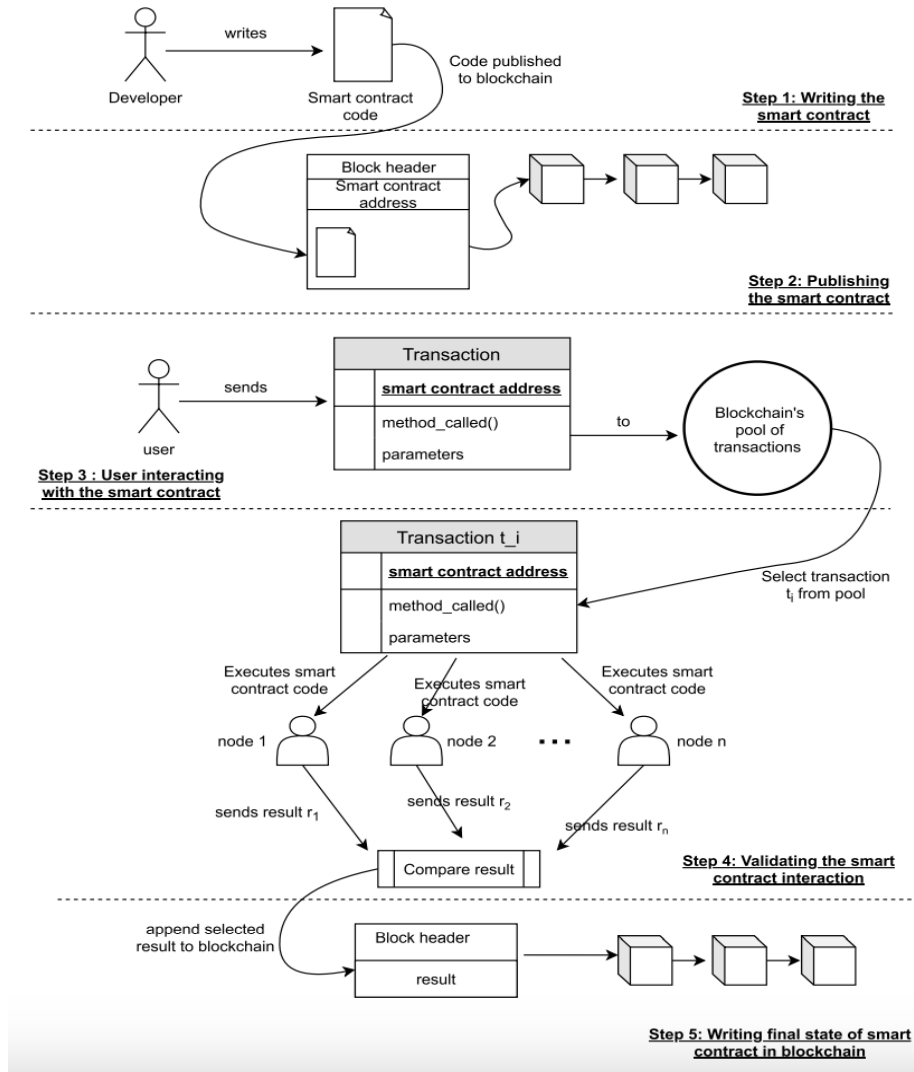 writes
Code published
to blockchain
Developer
Smart contract
code
Step 1: Writing the
smart contract
Block header
Smart contract
address
Step 2: Publishing
the smart contract
Transaction
smart contract address
method_called()
parameters
sends
to
Blockchain's
pool of
transactions
user
Step 3 : User interacting
with the smart contract
Transaction t_i
smart contract address
method_called()
parameters
Select transaction
tᵢ from pool
Executes smart
contract code
Executes smart
contract code
Executes smart
contract code
node 1
node 2
...
node n
sends result r₁
sends result r₂
sends result rₙ
Compare result
Step 4: Validating the smart
contract interaction
append selected
result to blockchain
Block header
result
Step 5: Writing final state of smart
contract in blockchain